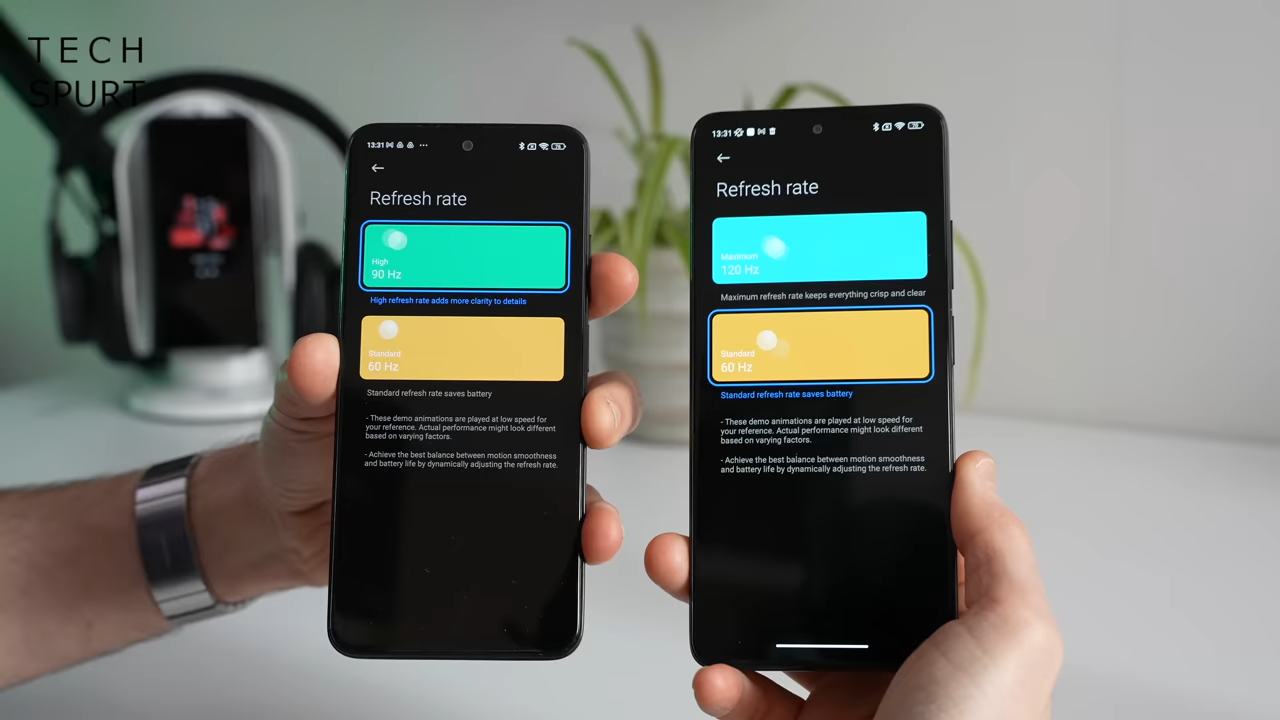 TECH
SPURT
13:31
Refresh rate
High
90 Hz
High refresh rate adds more clarity to details
Standard
60 Hz
Standard refresh rate saves battery
- These demo animations are played at low speed for
your reference. Actual performance might look different
based on varying factors.
- Achieve the best balance between motion smoothness
and battery life by dynamically adjusting the refresh rate.
13:31
Refresh rate
Maximum
120 Hz
Maximum refresh rate keeps everything crisp and clear
Standard
60 Hz
Standard refresh rate saves battery
- These demo animations are played at low speed for
your reference. Actual performance might look different
based on varying factors.
- Achieve the best balance between motion smoothness
and battery life by dynamically adjusting the refresh rate.